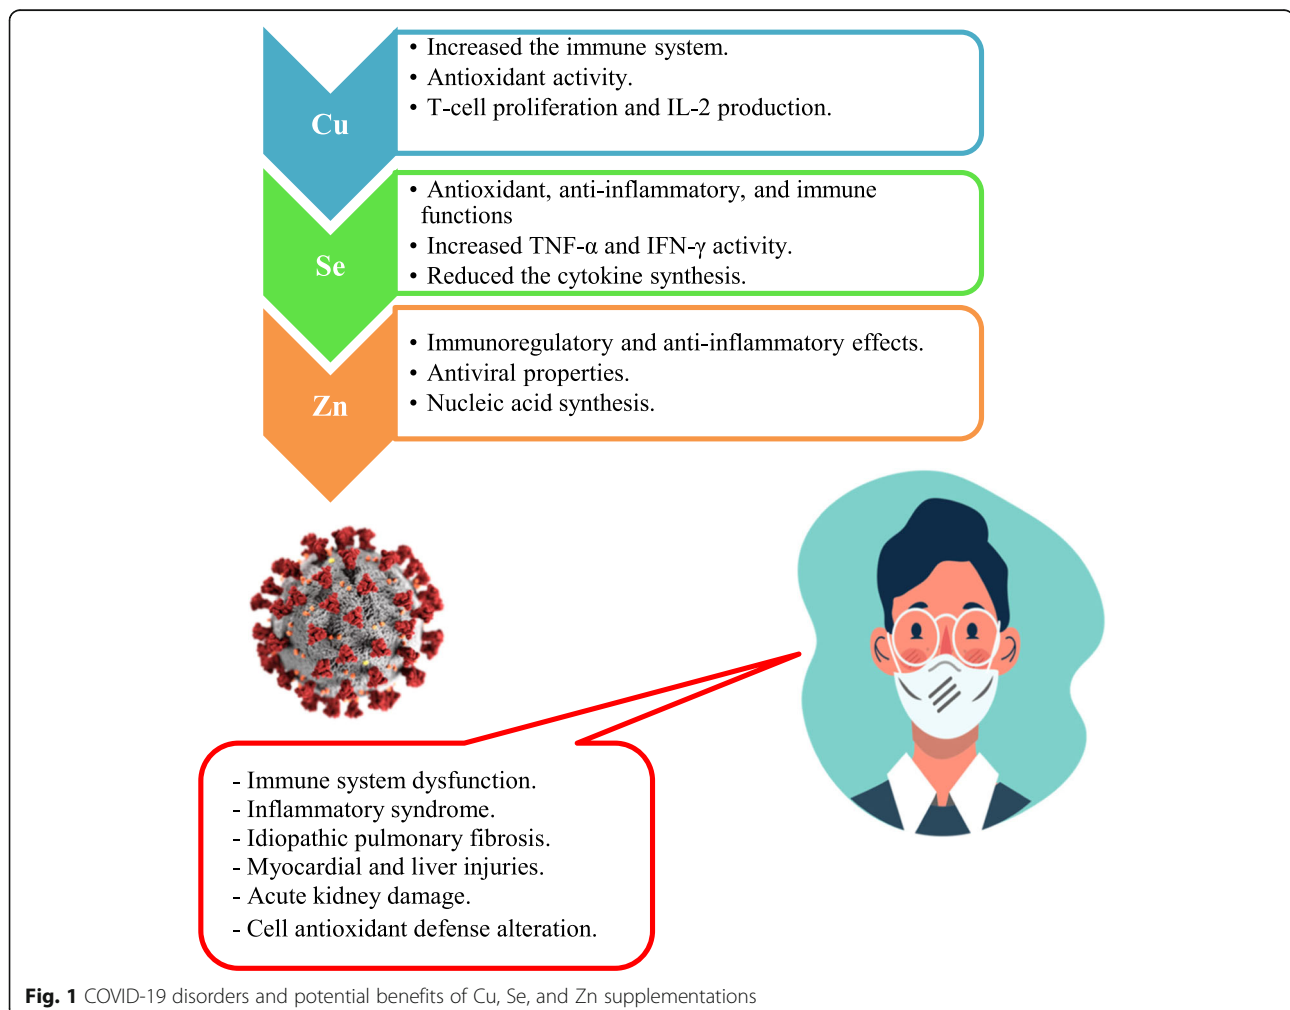 Cu
• Increased the immune system.
• Antioxidant activity.
• T-cell proliferation and IL-2 production.
Se
• Antioxidant, anti-inflammatory, and immune
functions
• Increased TNF-α and IFN-γ activity.
• Reduced the cytokine synthesis.
Zn
• Immunoregulatory and anti-inflammatory effects.
• Antiviral properties.
• Nucleic acid synthesis.
- Immune system dysfunction.
- Inflammatory syndrome.
- Idiopathic pulmonary fibrosis.
- Myocardial and liver injuries.
- Acute kidney damage.
- Cell antioxidant defense alteration.
Fig. 1 COVID-19 disorders and potential benefits of Cu, Se, and Zn supplementations